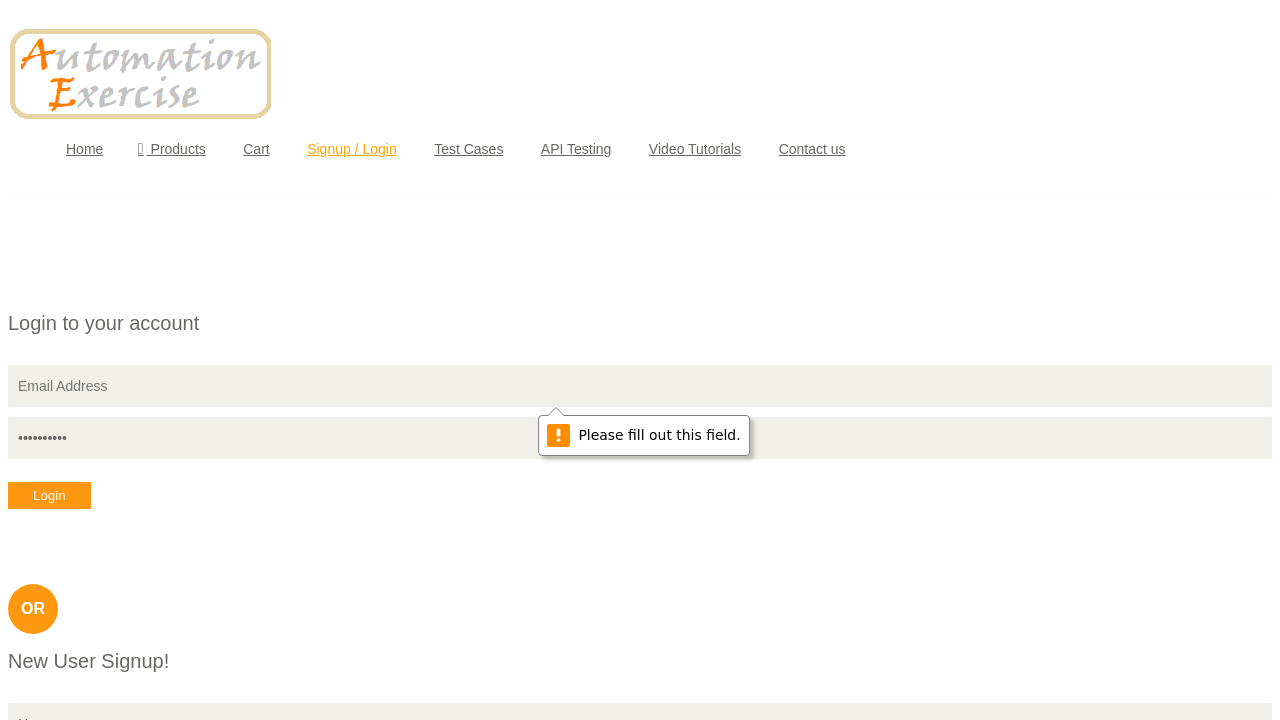 Automation
Exercise
Home Products Cart Signup / Login Test Cases API Testing Video Tutorials Contact us
Login to your account
Email Address
••••••••••
Please fill out this field.
Login
OR
New User Signup!